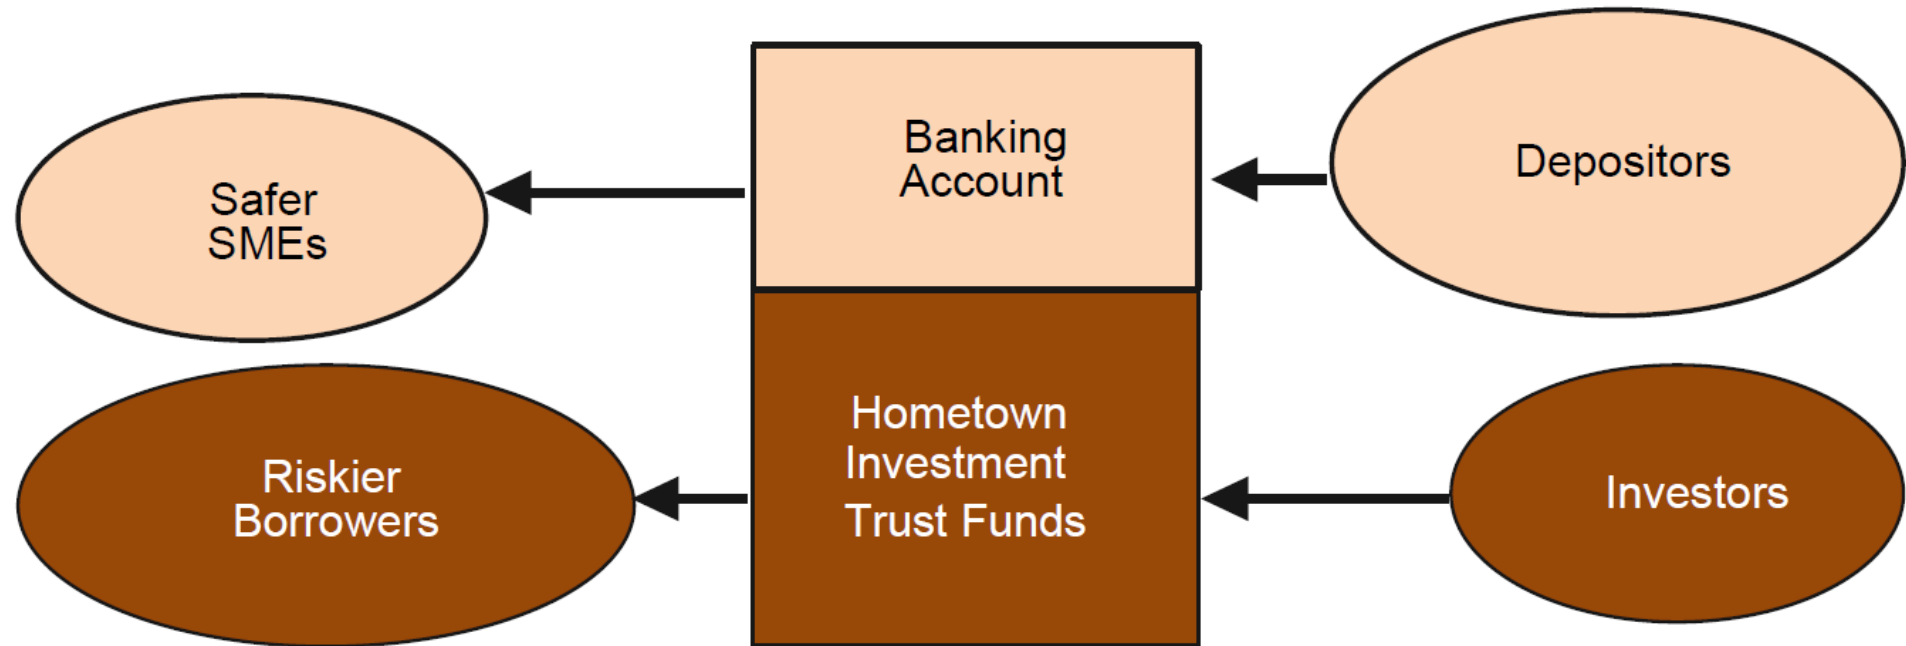 Safer
SMEs
Banking
Account
Depositors
Riskier
Borrowers
Hometown
Investment
Trust Funds
Investors